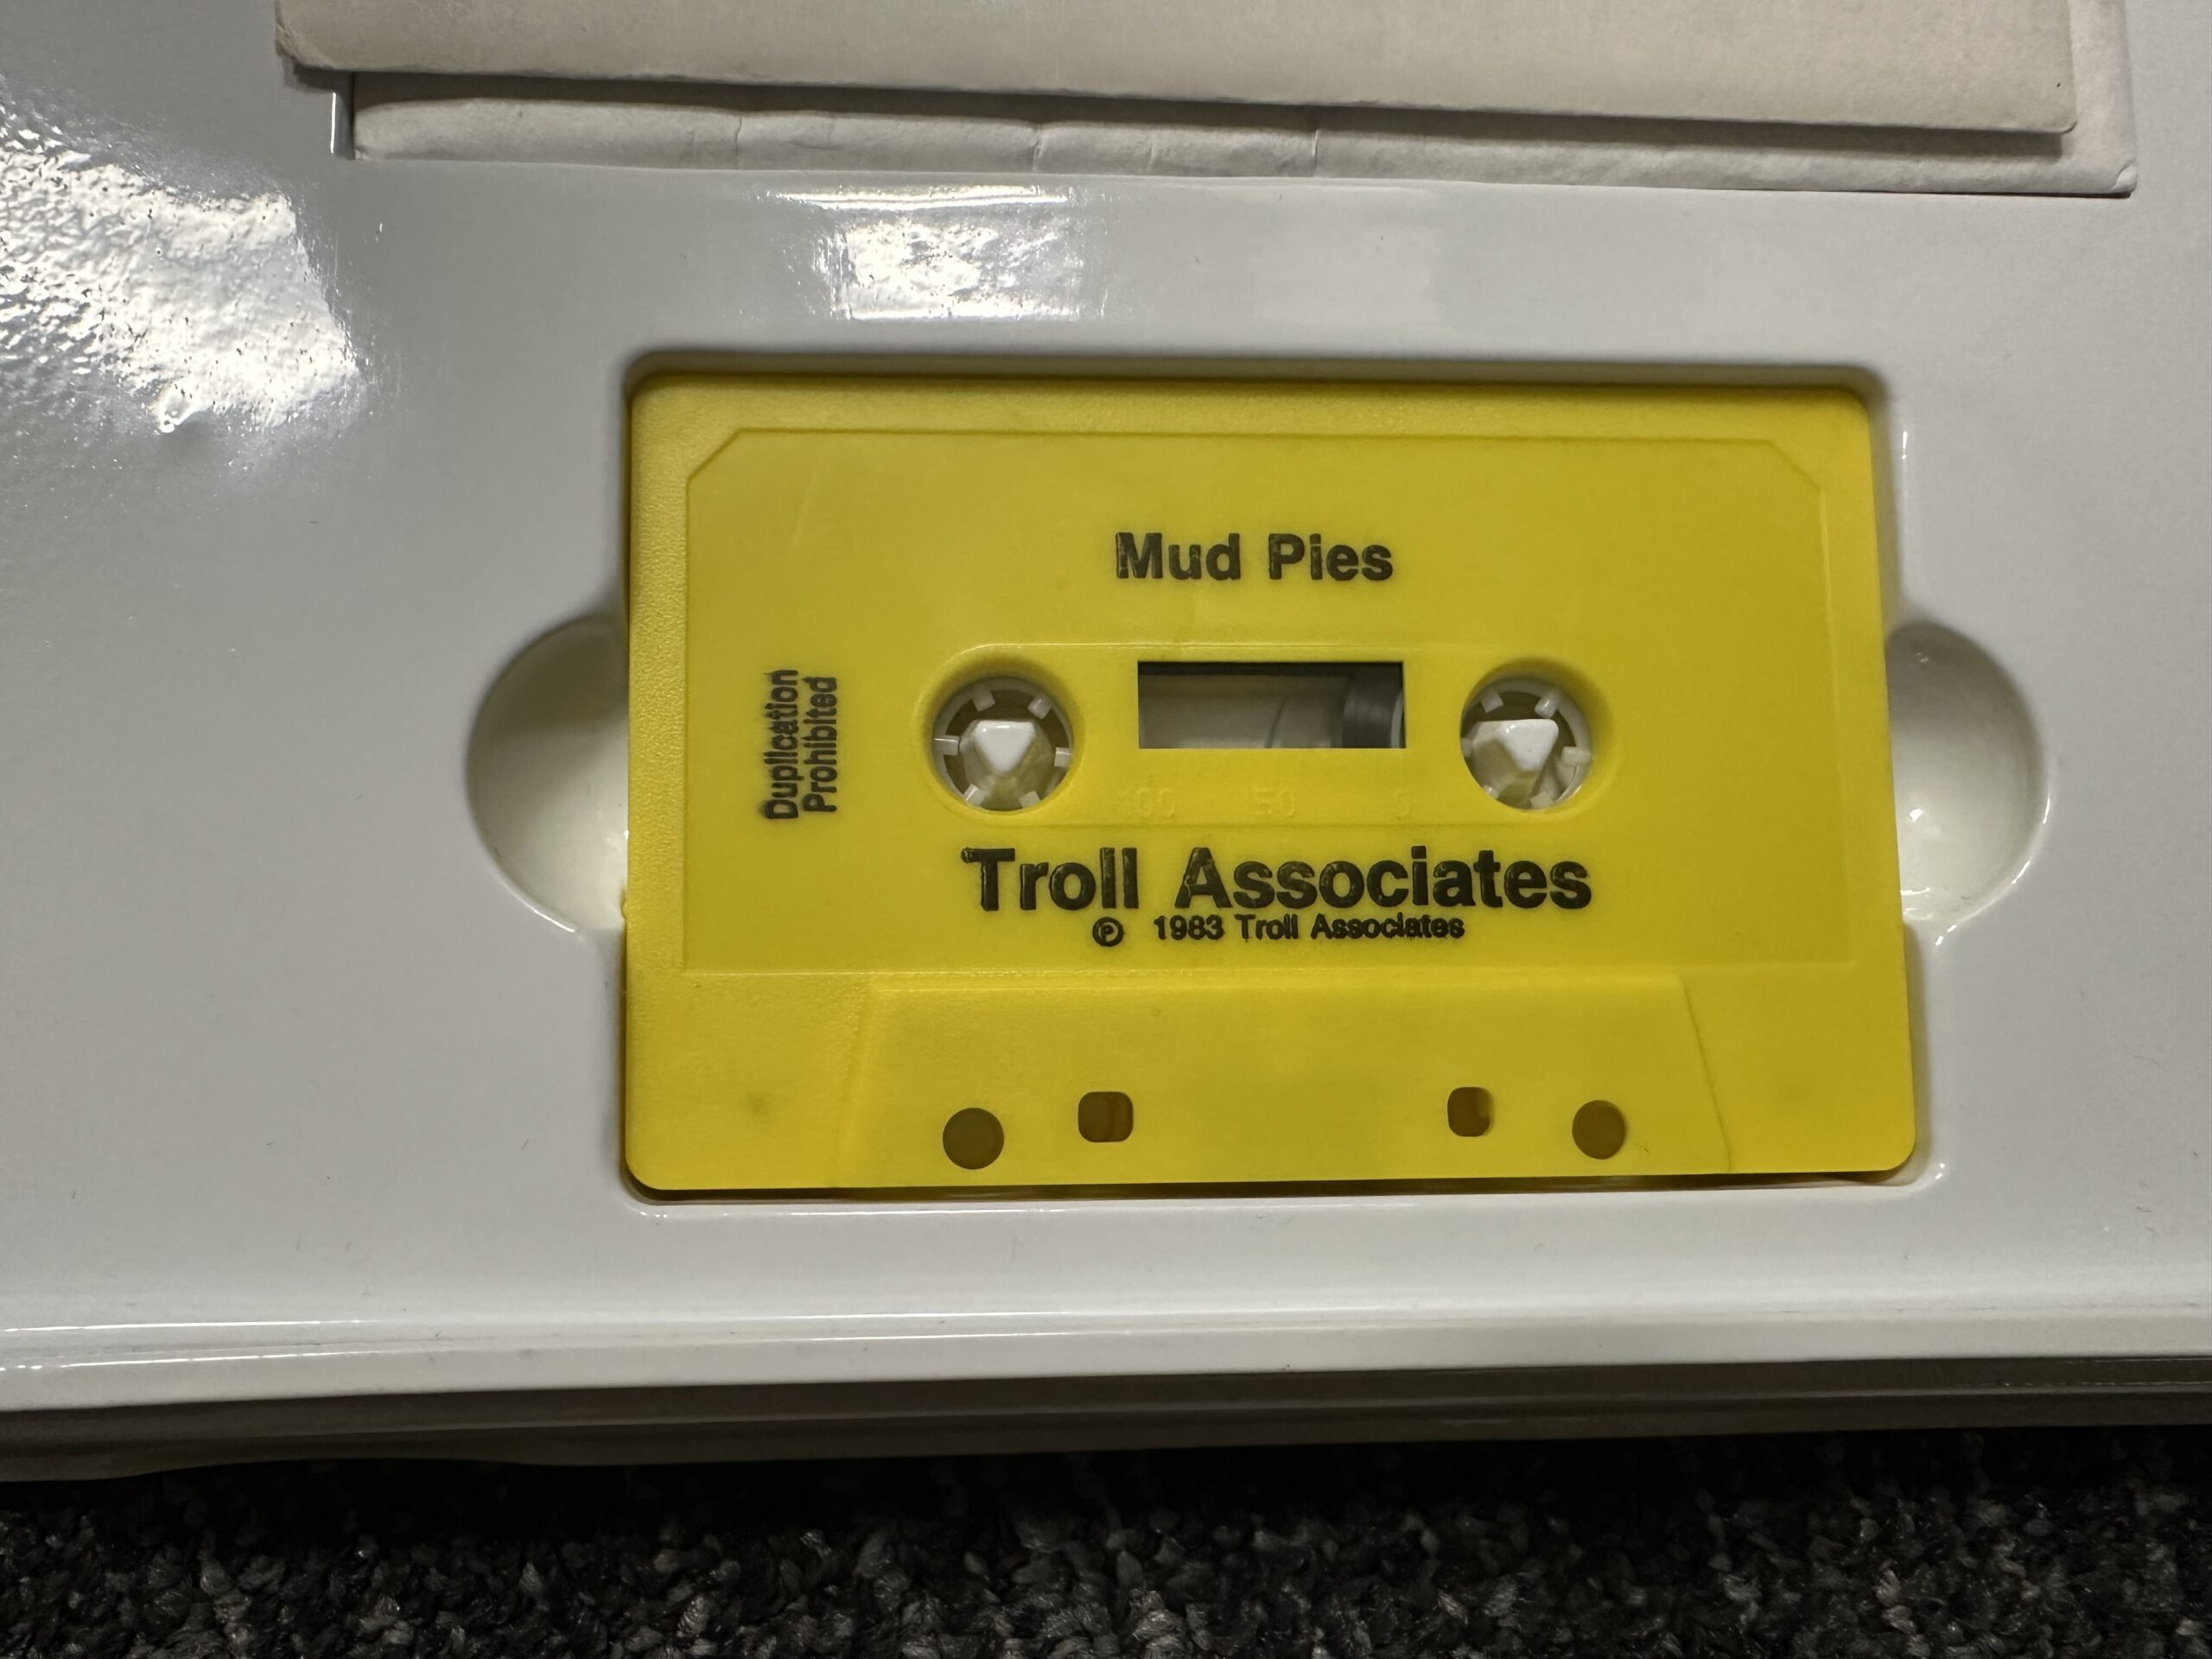 Mud Pies
Duplication
Prohibited
100 50 0
Troll Associates
℗ 1983 Troll Associates